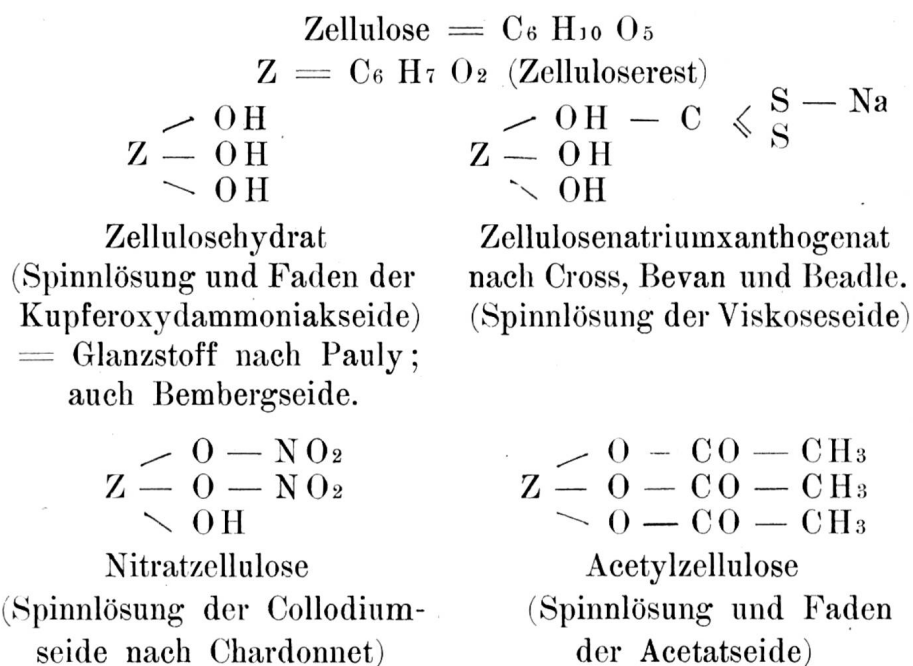 Zellulose = C6 H10 O5
Z = C6 H7 O2 (Zelluloserest)
OH
Z — OH
OH
Zellulosehydrat
(Spinnlösung und Faden der
Kupferoxydammoniakseide)
= Glanzstoff nach Pauly;
auch Bembergseide.
S — Na
OH — C < S
Z — OH
OH
Zellulosenatriumxanthogenat
nach Cross, Bevan und Beadle.
(Spinnlösung der Viskoseseide)
O — NO2
Z — O — NO2
OH
Nitratzellulose
(Spinnlösung der Collodium-
seide nach Chardonnet)
O — CO — CH3
Z — O — CO — CH3
O — CO — CH3
Acetylzellulose
(Spinnlösung und Faden
der Acetatseide)